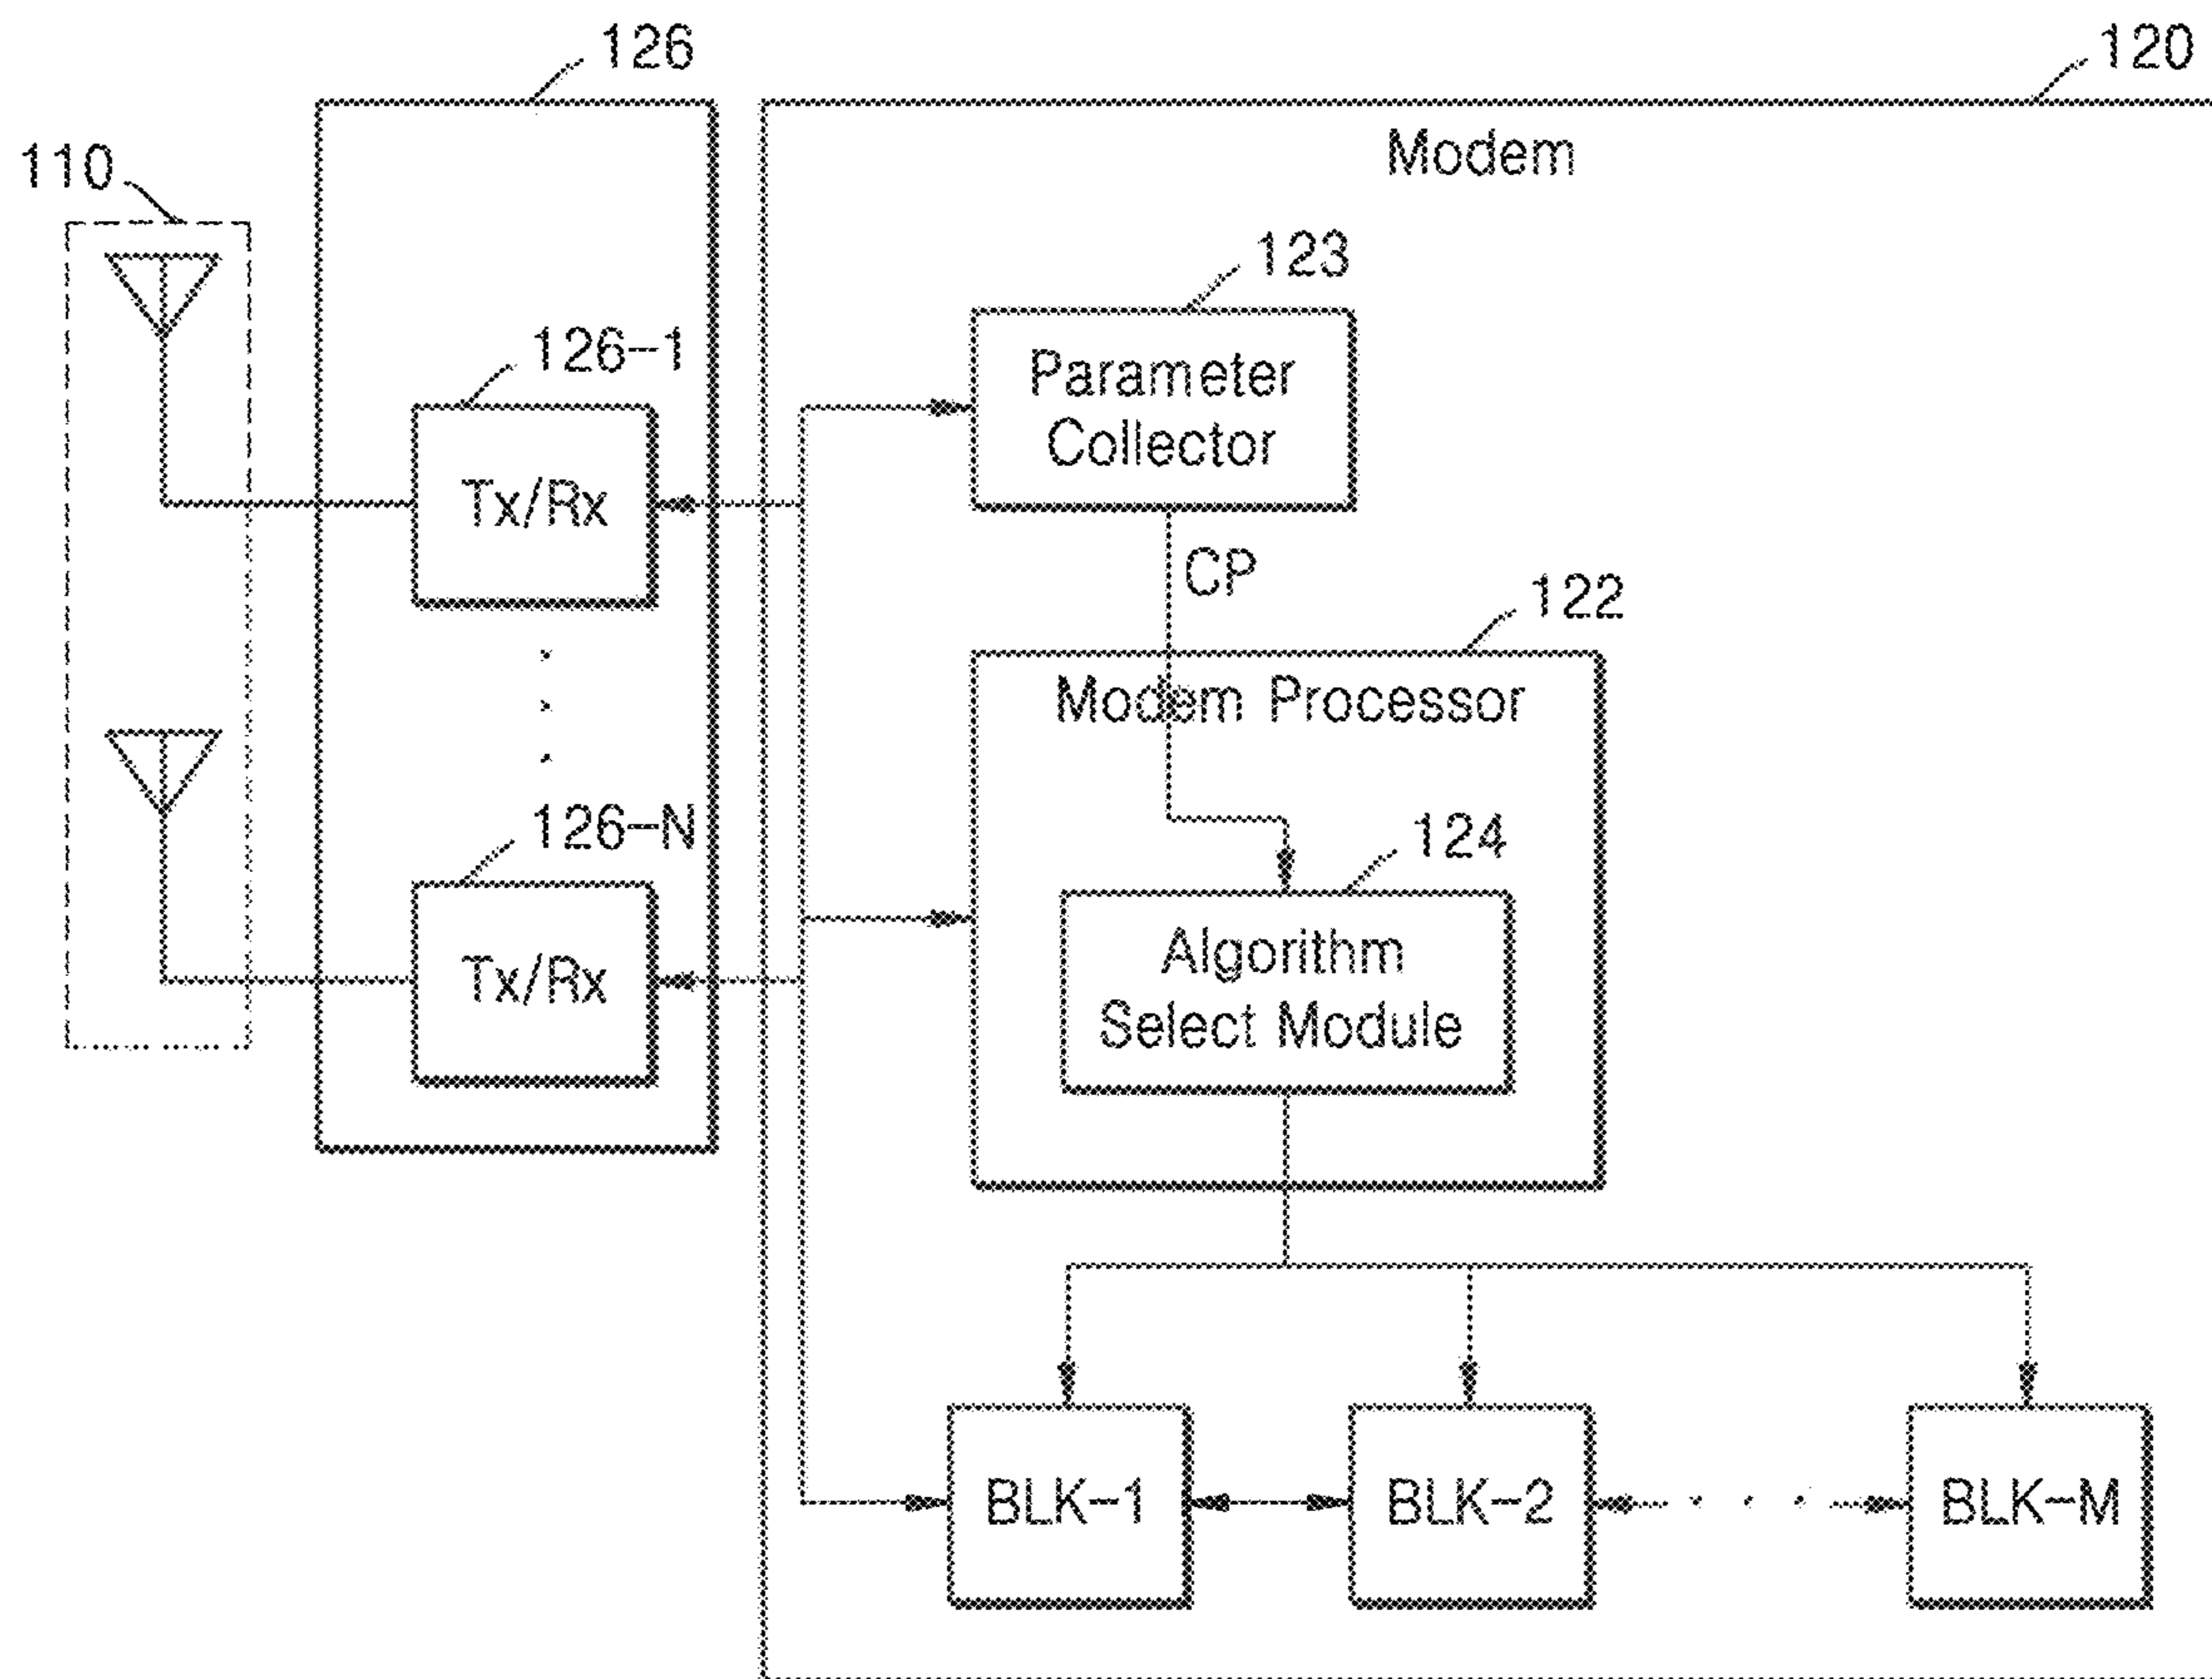 126
120
110
Modem
123
Parameter
Collector
126-1
Tx/Rx
CP
122
Modem Processor
126-N
124
Tx/Rx
Algorithm
Select Module
BLK-1
BLK-2
BLK-M